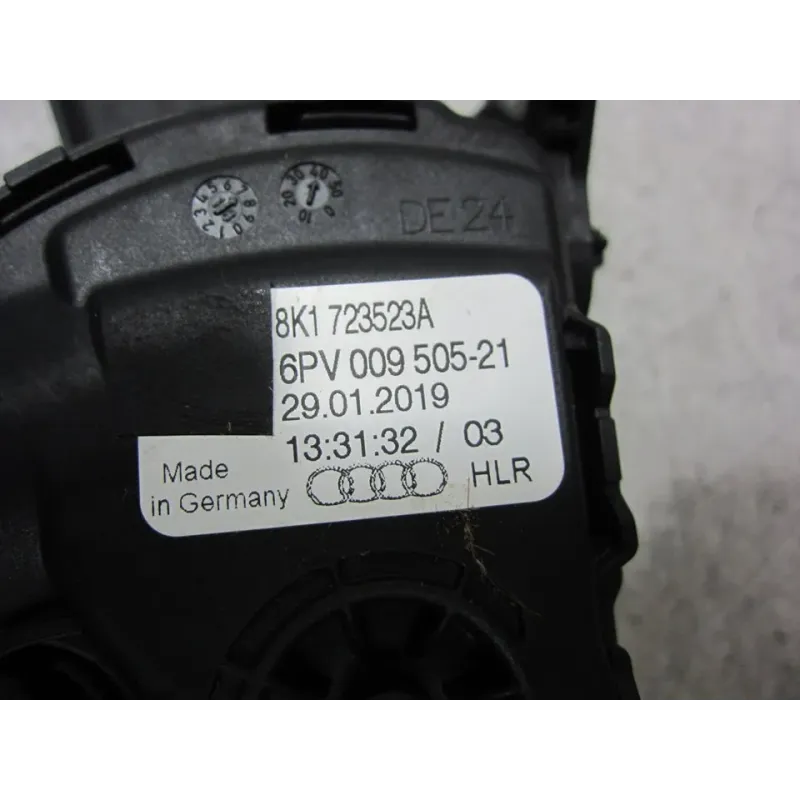 DE 24
8K1 723523A
6PV 009 505-21
29.01.2019
13:31:32 / 03
Made
in Germany
HLR